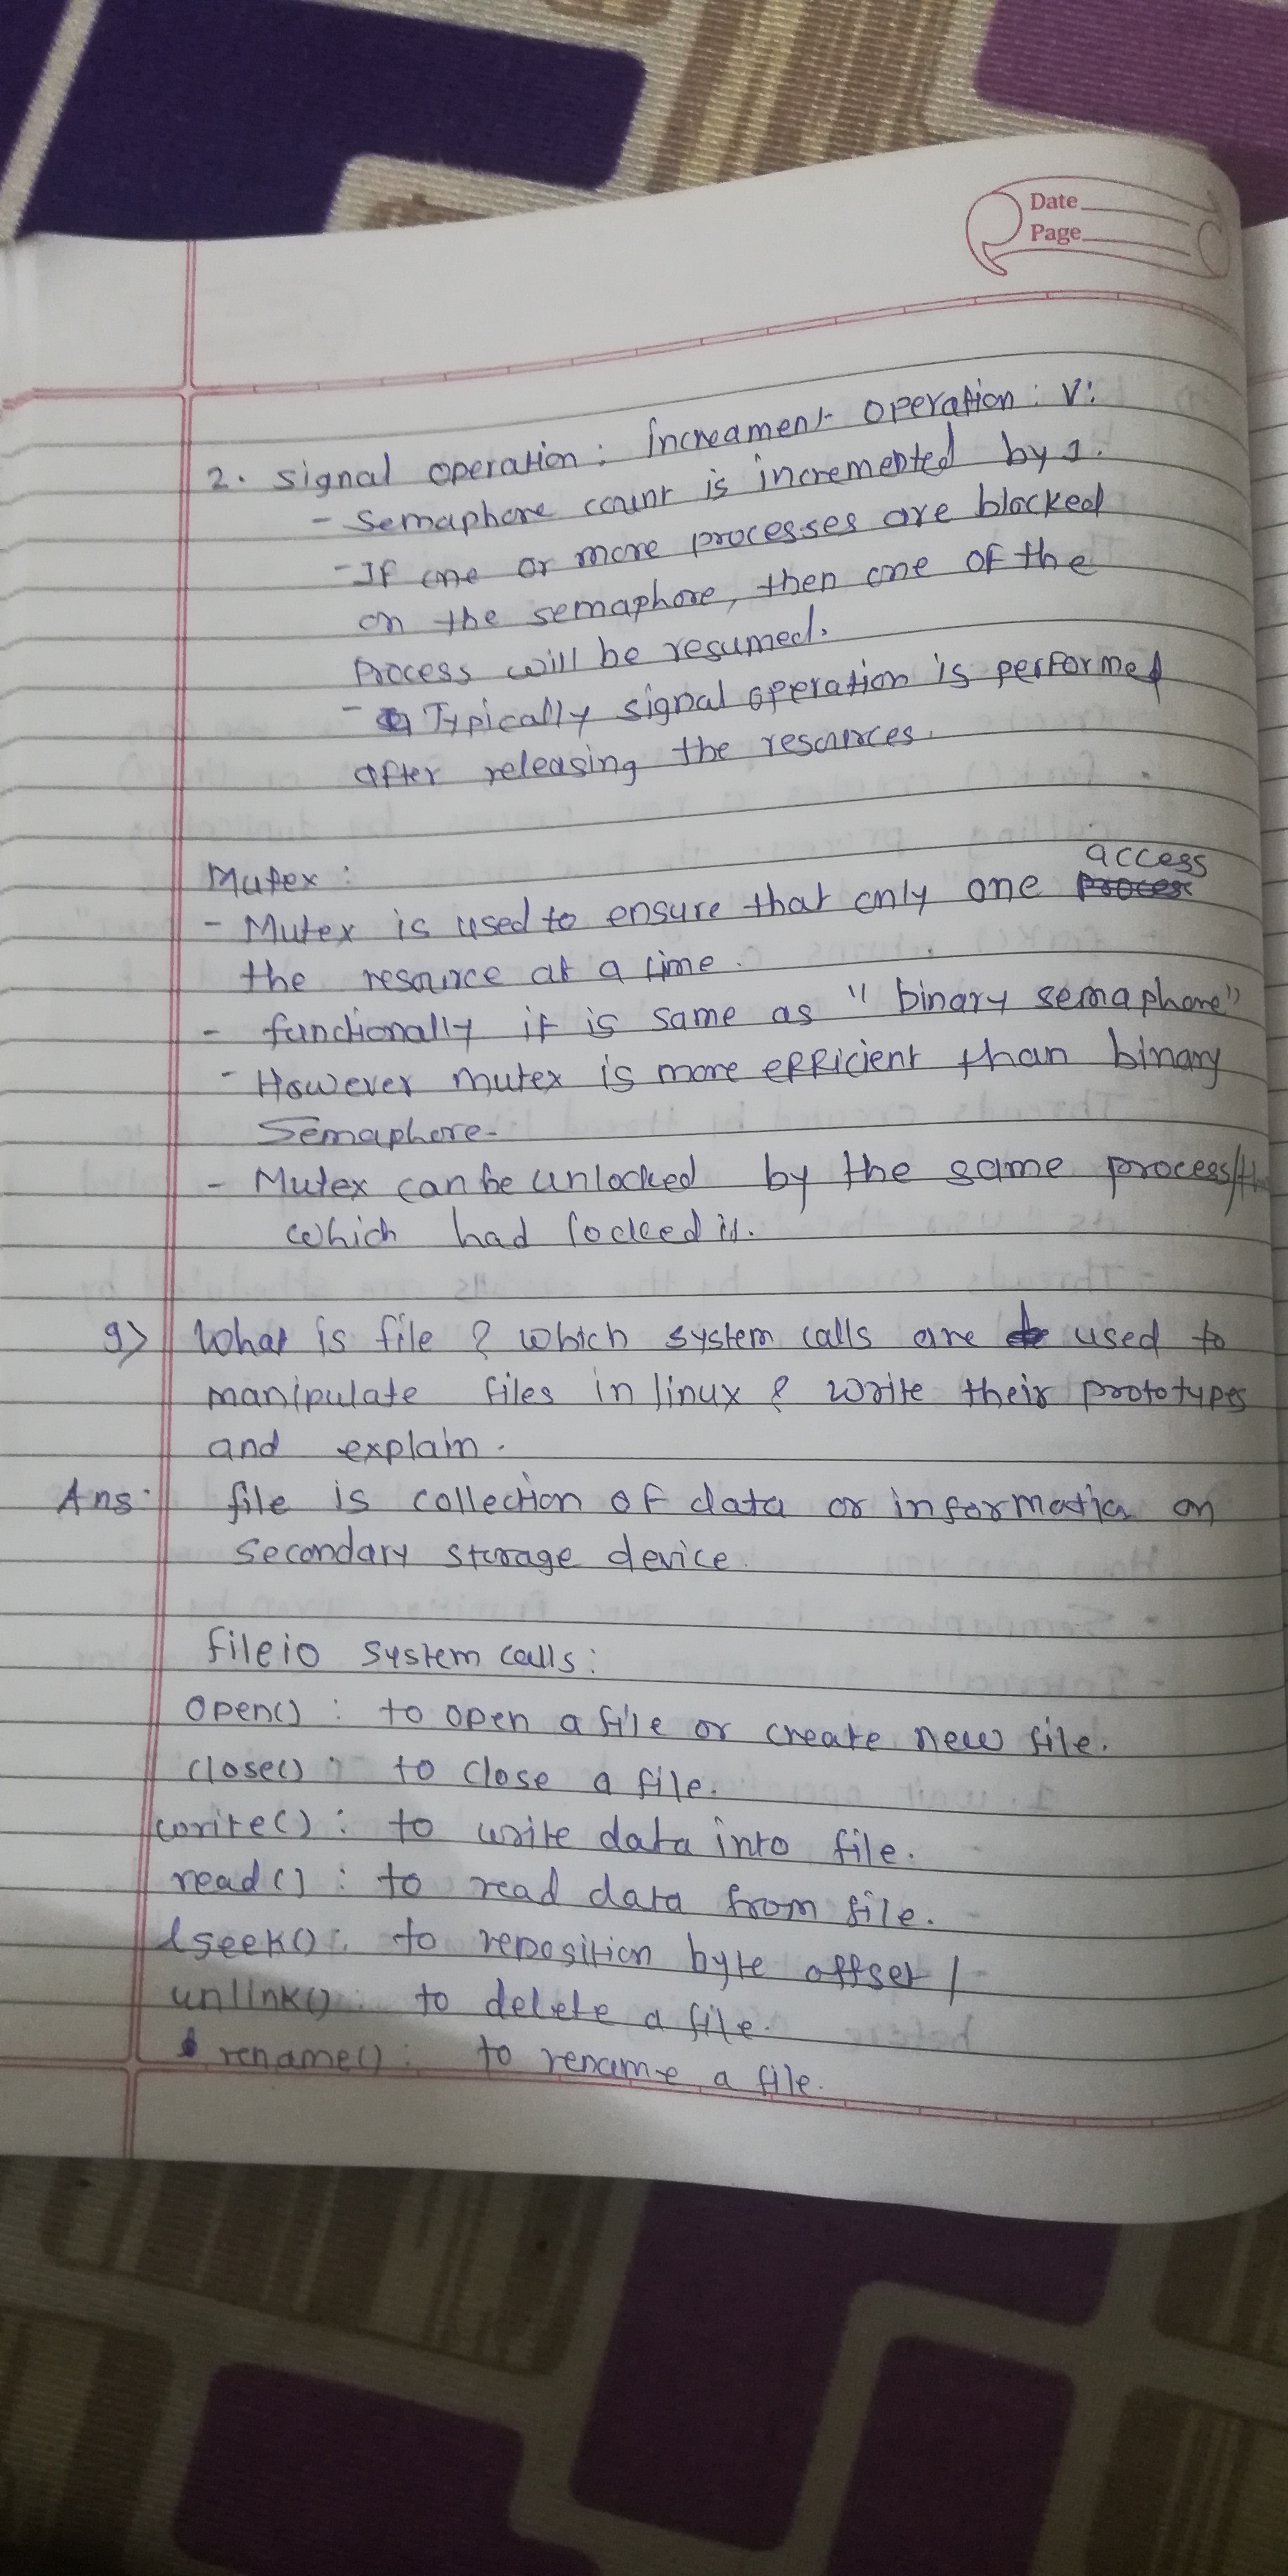 Date
Page
2. signal operation : increament operation : V:
- Semaphore count is incremented by 1.
- If one or more processes are blocked
on the semaphore, then one of the
process will be resumed.
- Typically signal operation is performed
after releasing the resources.
Mutex :
access
- Mutex is used to ensure that only one process
the resource at a time.
- functionally it is same as "binary semaphore"
- However mutex is more efficient than binary
Semaphore.
- Mutex can be unlocked by the same process/
which had locked it.
9> What is file ? which system calls are used to
manipulate files in linux ? write their prototypes
and explain.
Ans: file is collection of data or information on
secondary storage device.
fileio system calls :
open() : to open a file or create new file.
close() : to close a file.
write() : to write data into file.
read() : to read data from file.
lseek() : to reposition byte offset /
unlink() : to delete a file.
rename() : to rename a file.